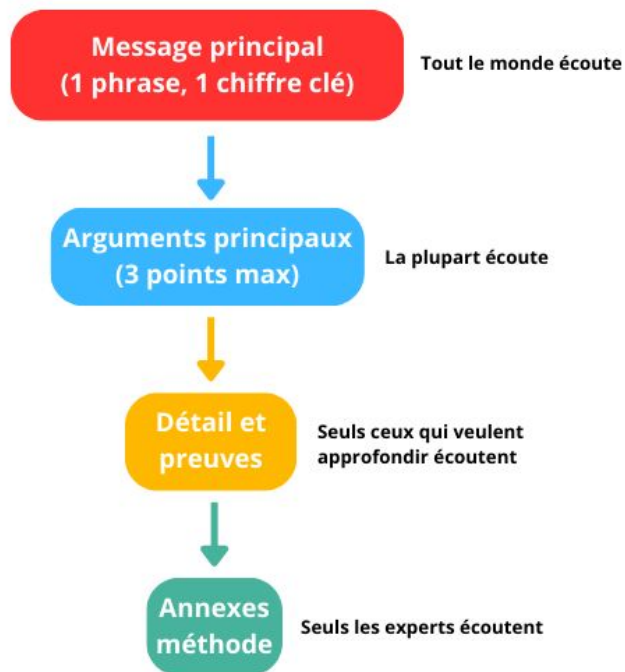 Message principal
(1 phrase, 1 chiffre clé)
Tout le monde écoute
Arguments principaux
(3 points max)
La plupart écoute
Détail et
preuves
Seuls ceux qui veulent
approfondir écoutent
Annexes
méthode
Seuls les experts écoutent